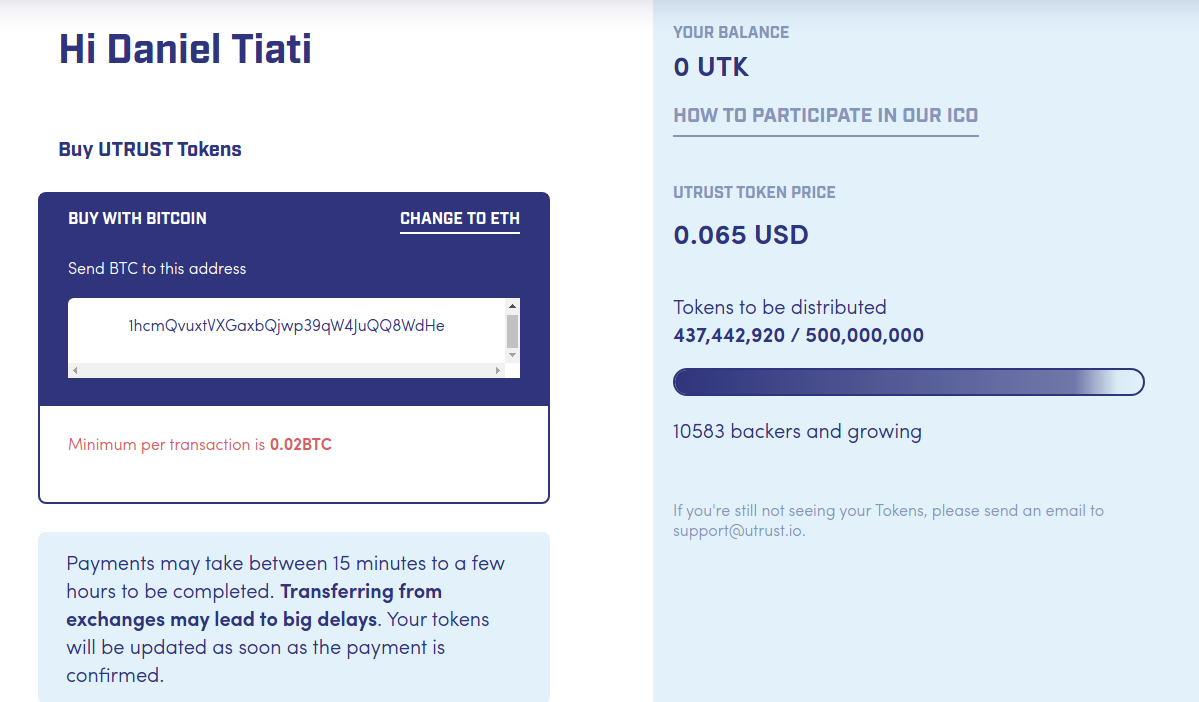 Hi Daniel Tiati
Buy UTRUST Tokens
BUY WITH BITCOIN
CHANGE TO ETH
Send BTC to this address
1hcmQvuxtVXGaxbQjwp39qW4JuQQ8WdHe
Minimum per transaction is 0.02BTC
Payments may take between 15 minutes to a few
hours to be completed. Transferring from
exchanges may lead to big delays. Your tokens
will be updated as soon as the payment is
confirmed.
YOUR BALANCE
0 UTK
HOW TO PARTICIPATE IN OUR ICO
UTRUST TOKEN PRICE
0.065 USD
Tokens to be distributed
437,442,920 / 500,000,000
10583 backers and growing
If you're still not seeing your Tokens, please send an email to
support@utrust.io.